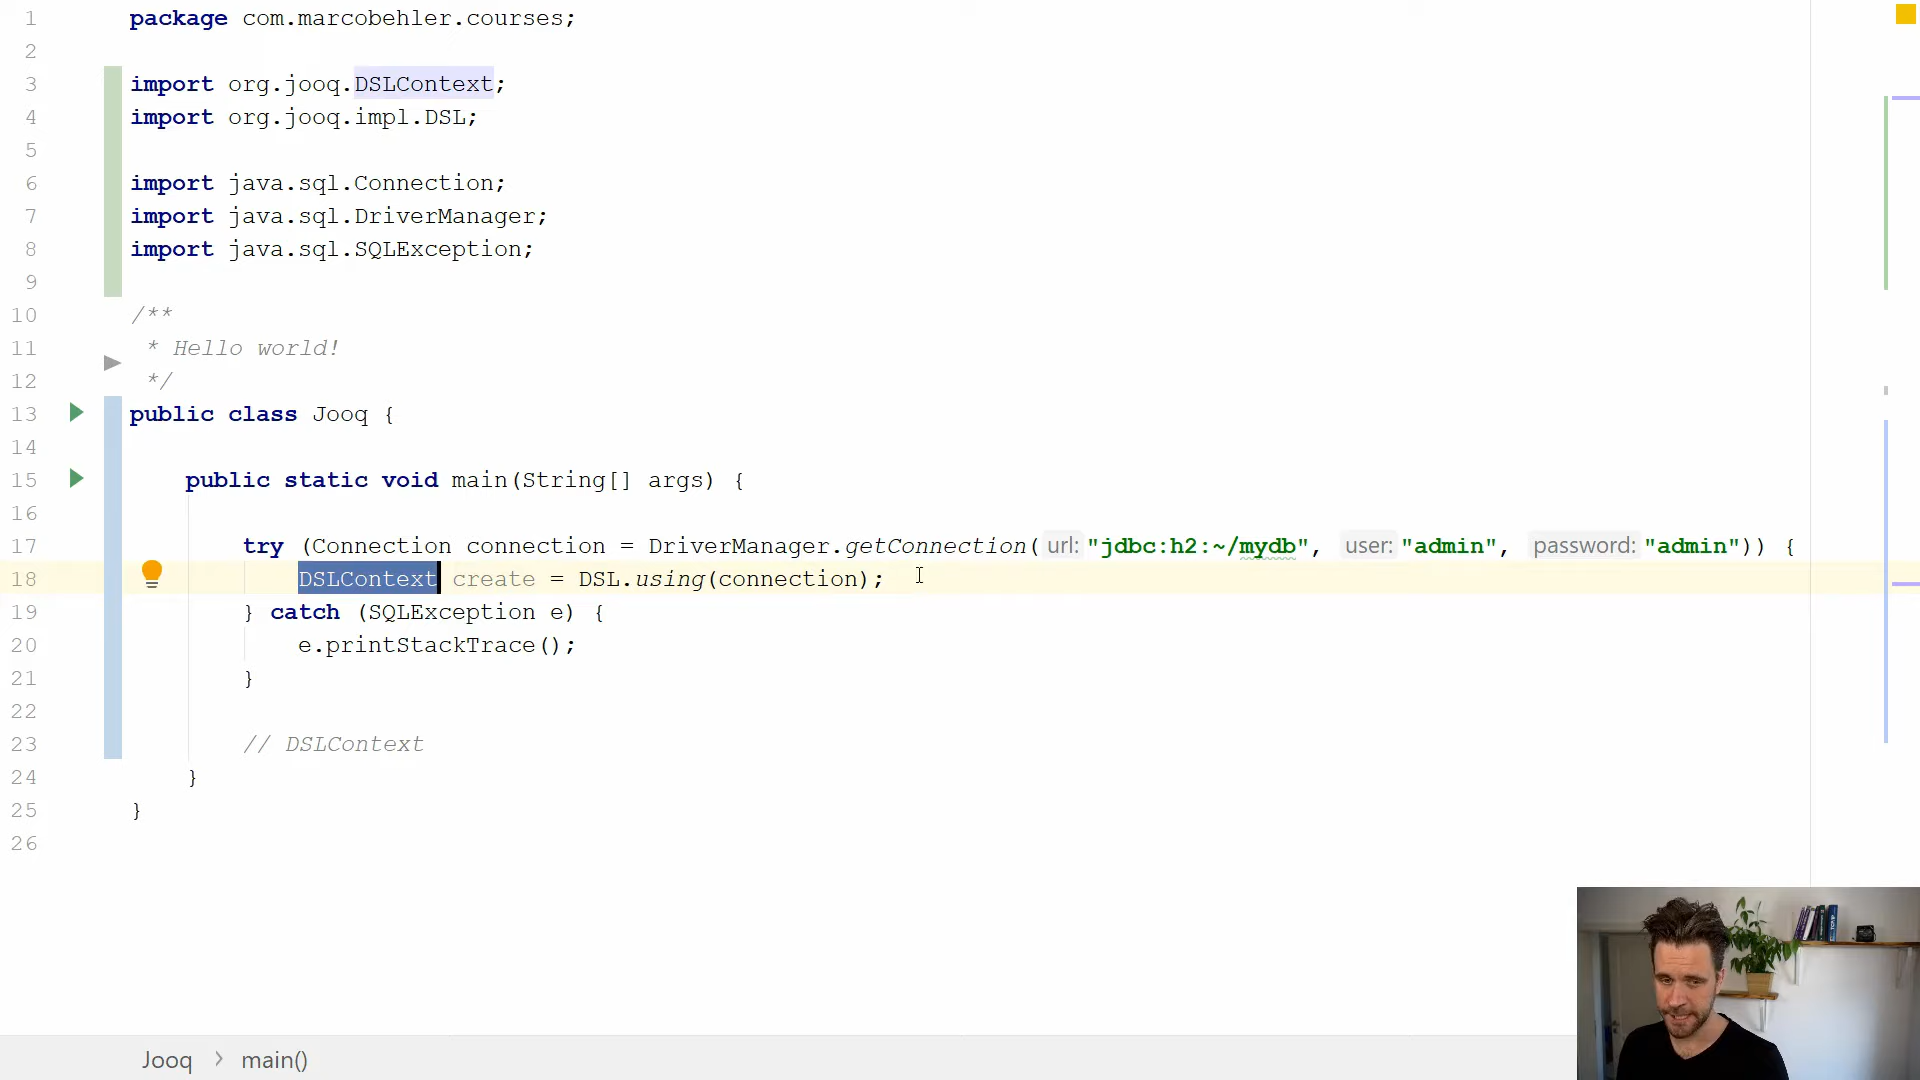 1 package com.marcobehler.courses;
2
3 import org.jooq.DSLContext;
4 import org.jooq.impl.DSL;
5
6 import java.sql.Connection;
7 import java.sql.DriverManager;
8 import java.sql.SQLException;
9
10 /**
11 * Hello world!
12 */
13 public class Jooq {
14
15 public static void main(String[] args) {
16
17 try (Connection connection = DriverManager.getConnection( url: "jdbc:h2:~/mydb", user: "admin", password: "admin")) {
18 DSLContext create = DSL.using(connection);
19 } catch (SQLException e) {
20 e.printStackTrace();
21 }
22
23 // DSLContext
24 }
25 }
26
Jooq > main()